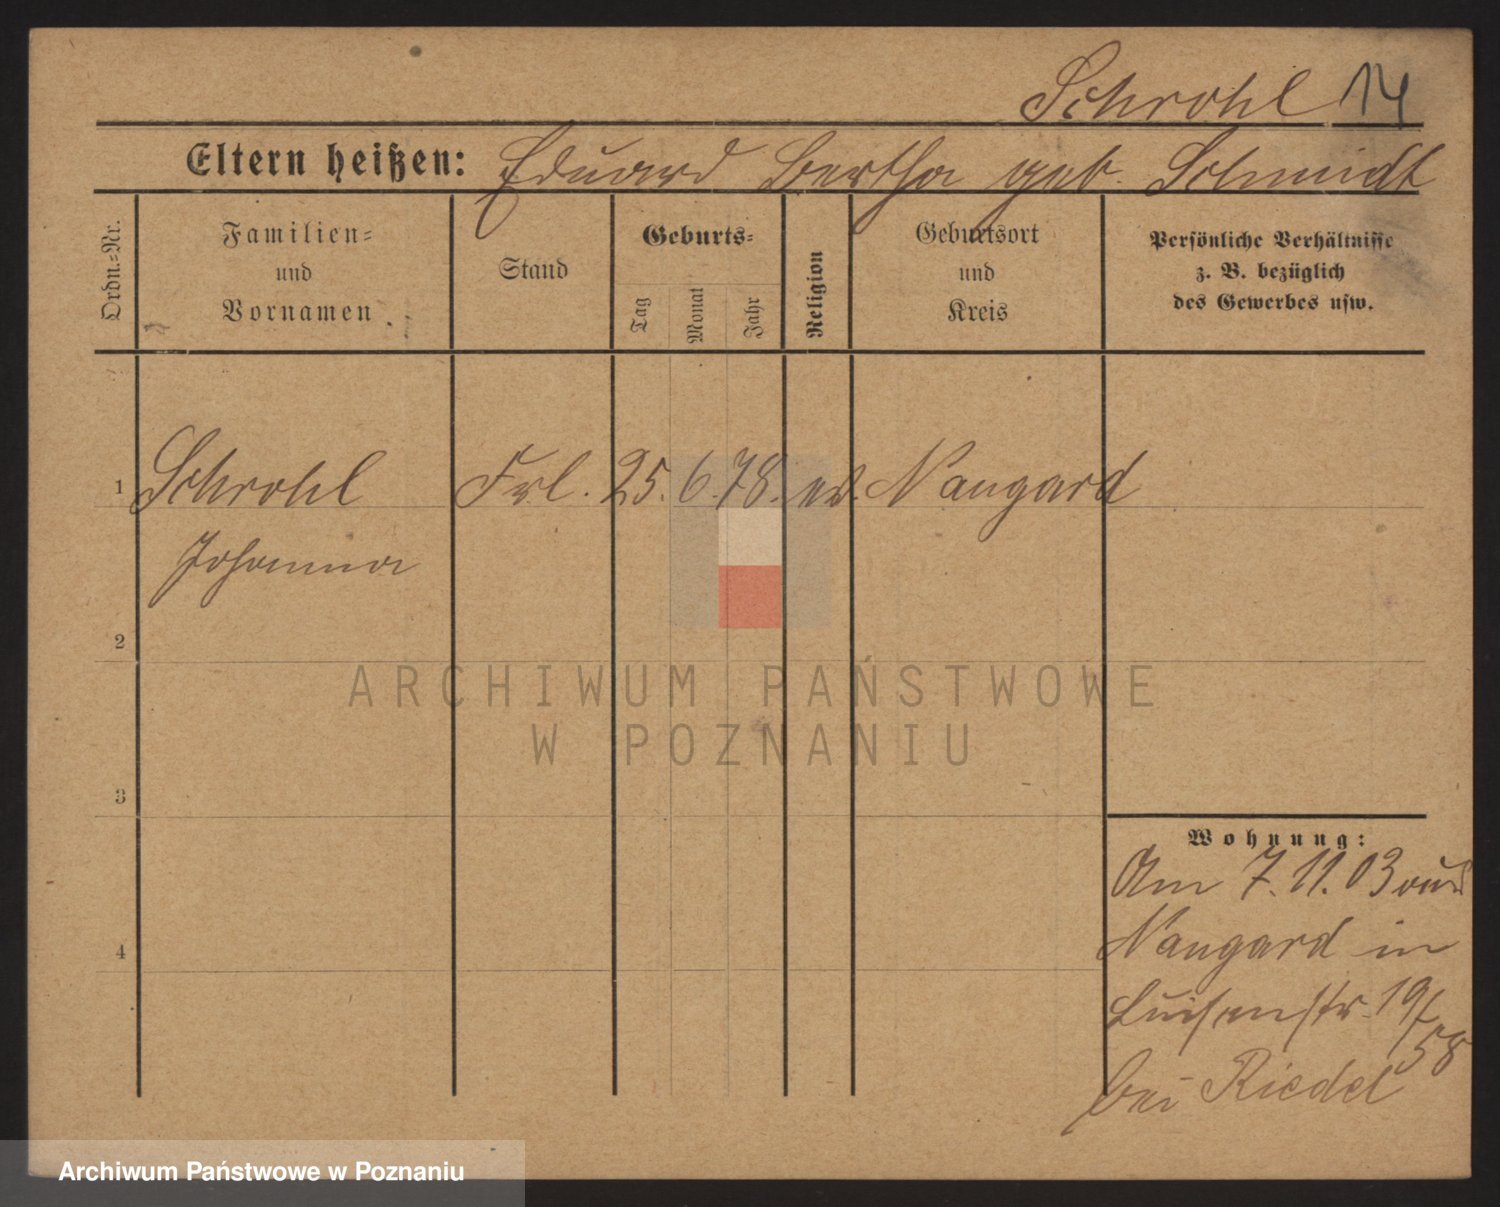 Schrohl 14
Eltern heißen: Eduard Bertha geb. Schmidt
Ordn.-Nr.
Familien-
und
Vornamen
Stand
Geburts-
Tag
Monat
Jahr
Religion
Geburtsort
und
Kreis
Persönliche Verhältnisse
z. B. bezüglich
des Gewerbes usw.
1 Schrohl Frl. 25. 6. 78. ev. Naugard
Johanna
2
3
4
Wohnung:
Am 7. 11. 03 aus
Naugard in
Luisenstr. 19/
58
bei Riedel
ARCHIWUM PAŃSTWOWE
W POZNANIU
Archiwum Państwowe w Poznaniu